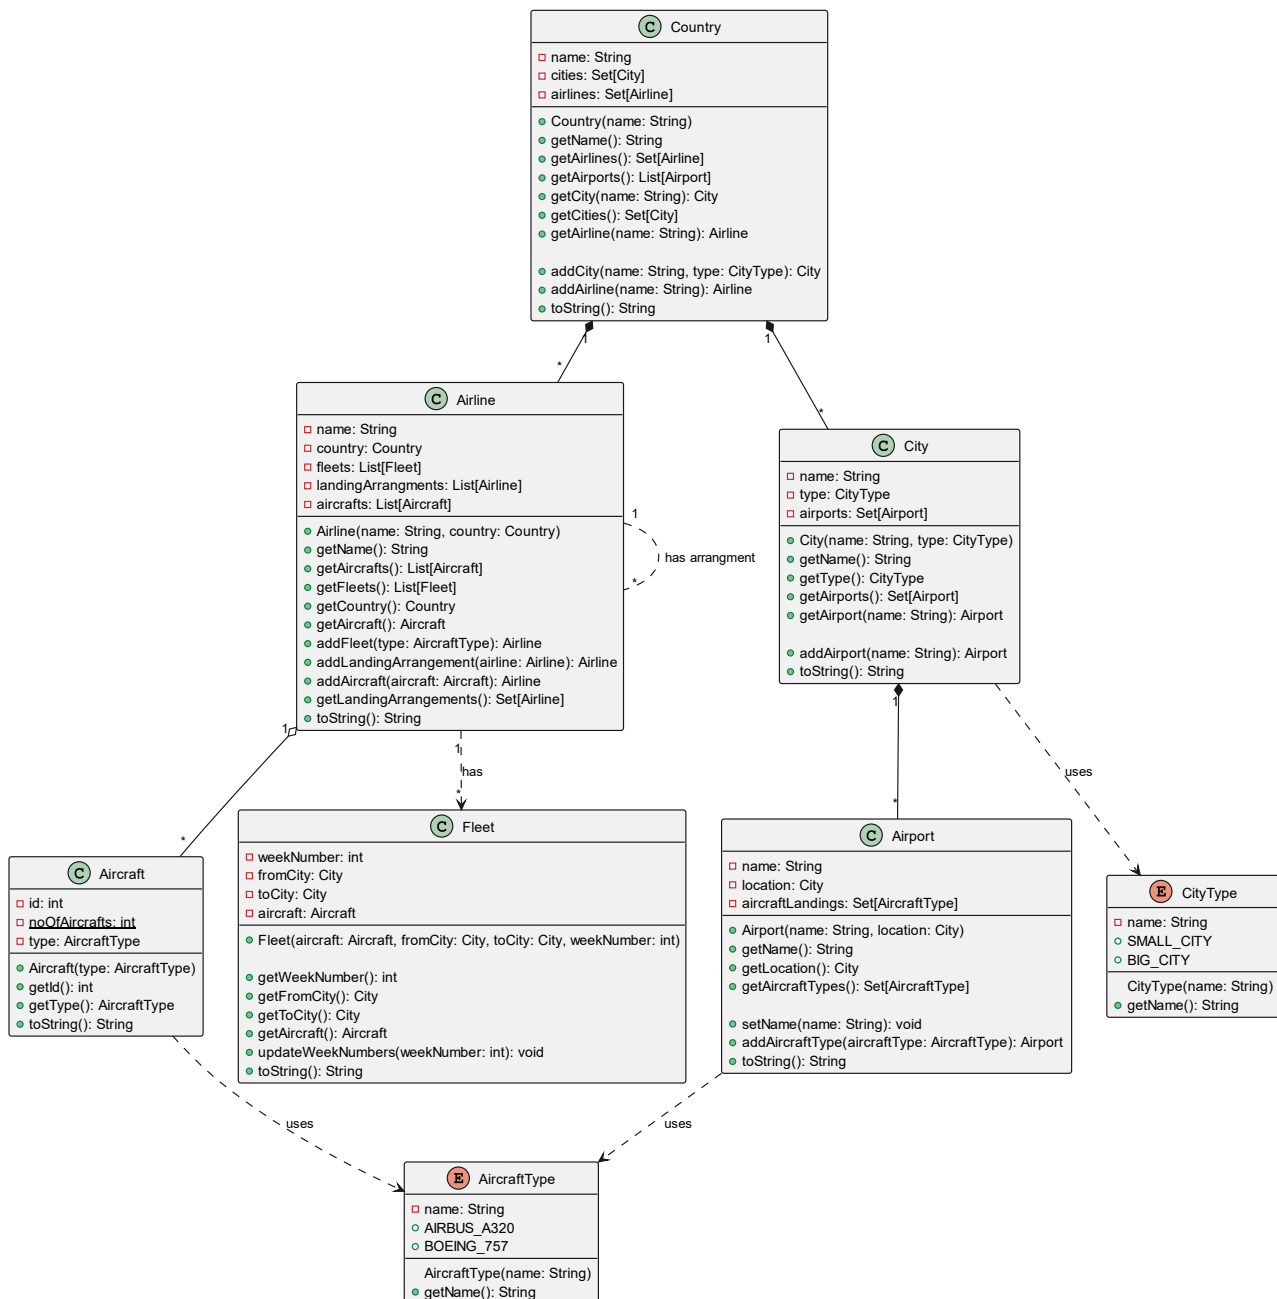 C Country
name: String
cities: Set[City]
airlines: Set[Airline]
Country(name: String)
getName(): String
getAirlines(): Set[Airline]
getAirports(): List[Airport]
getCity(name: String): City
getCities(): Set[City]
getAirline(name: String): Airline
addCity(name: String, type: CityType): City
addAirline(name: String): Airline
toString(): String
1
1
*
*
C Airline
name: String
country: Country
fleets: List[Fleet]
landingArrangments: List[Airline]
aircrafts: List[Aircraft]
Airline(name: String, country: Country)
getName(): String
getAircrafts(): List[Aircraft]
getFleets(): List[Fleet]
getCountry(): Country
getAircraft(): Aircraft
addFleet(type: AircraftType): Airline
addLandingArrangement(airline: Airline): Airline
addAircraft(aircraft: Aircraft): Airline
getLandingArrangements(): Set[Airline]
toString(): String
1
has arrangment
*
C City
name: String
type: CityType
airports: Set[Airport]
City(name: String, type: CityType)
getName(): String
getType(): CityType
getAirports(): Set[Airport]
getAirport(name: String): Airport
addAirport(name: String): Airport
toString(): String
1
1
has
*
*
1
*
uses
C Aircraft
id: int
noOfAircrafts: int
type: AircraftType
Aircraft(type: AircraftType)
getId(): int
getType(): AircraftType
toString(): String
C Fleet
weekNumber: int
fromCity: City
toCity: City
aircraft: Aircraft
Fleet(aircraft: Aircraft, fromCity: City, toCity: City, weekNumber: int)
getWeekNumber(): int
getFromCity(): City
getToCity(): City
getAircraft(): Aircraft
updateWeekNumbers(weekNumber: int): void
toString(): String
C Airport
name: String
location: City
aircraftLandings: Set[AircraftType]
Airport(name: String, location: City)
getName(): String
getLocation(): City
getAircraftTypes(): Set[AircraftType]
setName(name: String): void
addAircraftType(aircraftType: AircraftType): Airport
toString(): String
E CityType
name: String
SMALL_CITY
BIG_CITY
CityType(name: String)
getName(): String
uses
uses
E AircraftType
name: String
AIRBUS_A320
BOEING_757
AircraftType(name: String)
getName(): String